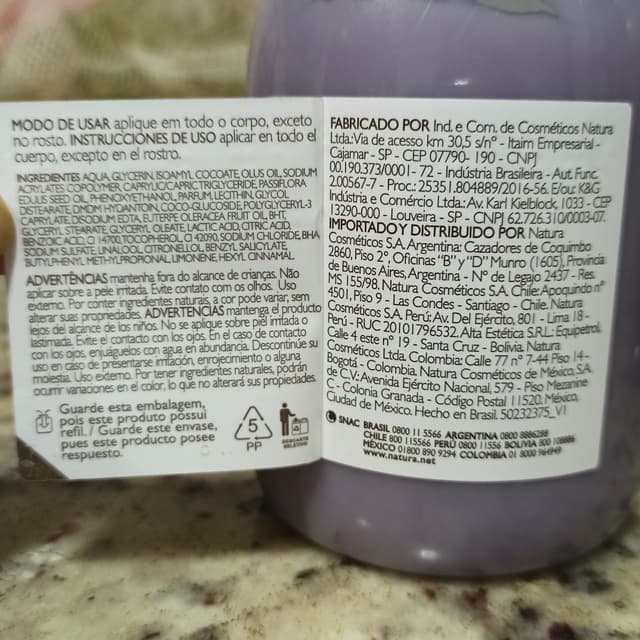 MODO DE USAR aplique em todo o corpo, exceto
no rosto. INSTRUCCIONES DE USO aplicar en todo el
cuerpo, excepto en el rostro.
INGREDIENTES AQUA, GLYCERIN, ISOAMYL COCOATE, OLUS OIL, SODIUM
ACRYLATES COPOLYMER, CAPRYLIC/CAPRIC TRIGLYCERIDE, PASSIFLORA
EDULIS SEED OIL, PHENOXYETHANOL, PARFUM, LECITHIN, GLYCOL
DISTEARATE, DMDM HYDANTOIN, COCO-GLUCOSIDE, POLYGLYCERYL-3
CAPRYLATE, DISODIUM EDTA, EUTERPE OLERACEA FRUIT OIL, BHT,
GLYCERYL STEARATE, GLYCERYL OLEATE, LACTIC ACID, CITRIC ACID,
BENZOIC ACID, CI 14700, TOCOPHEROL, CI 42090, SODIUM CHLORIDE, BHA,
SODIUM SULFATE, LINALOOL, CITRONELLOL, BENZYL SALICYLATE,
BUTYLPHENYL METHYLPROPIONAL, LIMONENE, HEXYL CINNAMAL.
ADVERTÊNCIAS mantenha fora do alcance de crianças. Não
aplicar sobre a pele irritada. Evite contato com os olhos. Uso
externo. Por conter ingredientes naturais, a cor pode variar, sem
alterar suas propriedades. ADVERTENCIAS mantenga el producto
lejos del alcance de los niños. No se aplique sobre piel irritada o
lastimada. Evite el contacto con los ojos. En el caso de contacto
con los ojos, enjuáguelos con agua en abundancia. Descontinúe su
uso en caso de presentarse irritación, enrojecimiento o alguna
molestia. Uso externo. Por tener ingredientes naturales, podrán
ocurrir variaciones en el color, lo que no alterará sus propiedades.
Guarde esta embalagem,
pois este produto possui
refil. / Guarde este envase,
pues este producto posee
respuesto.
5
PP
DESCARTE
SELETIVO
FABRICADO POR Ind. e Com. de Cosméticos Natura
Ltda.: Via de acesso km 30,5 s/nº - Itaim Empresarial -
Cajamar - SP - CEP 07790-190 - CNPJ
00.190.373/0001-72 - Indústria Brasileira - Aut. Func.
2.00567-7 - Proc.: 25351.804889/2016-56. E/ou: K&G
Indústria e Comércio Ltda.: Av. Karl Kielblock, 1033 - CEP
13290-000 - Louveira - SP - CNPJ 62.726.310/0003-07.
IMPORTADO Y DISTRIBUIDO POR Natura
Cosméticos S.A. Argentina: Cazadores de Coquimbo
2860, Piso 2º, Oficinas "B" y "D" Munro (1605), Provincia
de Buenos Aires, Argentina - Nº de Legajo 2437 - Res.
MS 155/98. Natura Cosméticos S.A. Chile: Apoquindo nº
4501, Piso 9 - Las Condes - Santiago - Chile. Natura
Cosméticos S.A. Perú: Av. Del Ejército, 801 - Lima 18 -
Perú - RUC 20101796532. Alta Estética S.R.L.: Equipetrol,
Calle 4 este nº 19 - Santa Cruz - Bolivia. Natura
Cosméticos Ltda. Colombia: Calle 77 nº 7-44 Piso 14 -
Bogotá - Colombia. Natura Cosméticos de México, S.A.
de C.V.: Avenida Ejército Nacional, 579 - Piso Mezanine
C - Colonia Granada - Código Postal 11520. México,
Ciudad de México. Hecho en Brasil. 50232375_V1
SNAC BRASIL 0800 11 5566 ARGENTINA 0800 8886288
CHILE 800 115566 PERÚ 0800 11556 BOLIVIA 800 108886
MÉXICO 01800 890 9294 COLOMBIA 01 8000 964949
www.natura.net